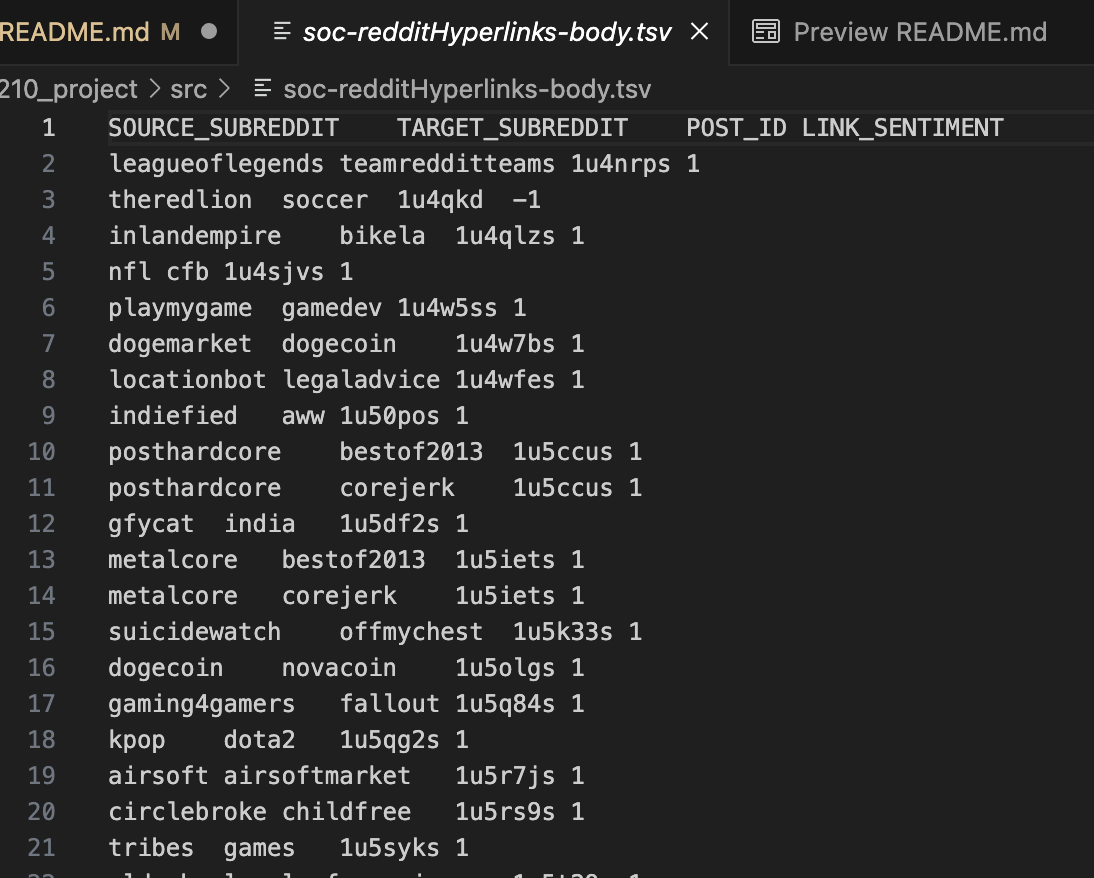 README.md M
soc-redditHyperlinks-body.tsv
Preview README.md
210_project > src > soc-redditHyperlinks-body.tsv
1 SOURCE_SUBREDDIT TARGET_SUBREDDIT POST_ID LINK_SENTIMENT
2 leagueoflegends teamredditteams 1u4nrps 1
3 theredlion soccer 1u4qkd -1
4 inlandempire bikela 1u4qlzs 1
5 nfl cfb 1u4sjvs 1
6 playmygame gamedev 1u4w5ss 1
7 dogemarket dogecoin 1u4w7bs 1
8 locationbot legaladvice 1u4wfes 1
9 indiefied aww 1u50pos 1
10 posthardcore bestof2013 1u5ccus 1
11 posthardcore corejerk 1u5ccus 1
12 gfycat india 1u5df2s 1
13 metalcore bestof2013 1u5iets 1
14 metalcore corejerk 1u5iets 1
15 suicidewatch offmychest 1u5k33s 1
16 dogecoin novacoin 1u5olgs 1
17 gaming4gamers fallout 1u5q84s 1
18 kpop dota2 1u5qg2s 1
19 airsoft airsoftmarket 1u5r7js 1
20 circlebroke childfree 1u5rs9s 1
21 tribes games 1u5syks 1